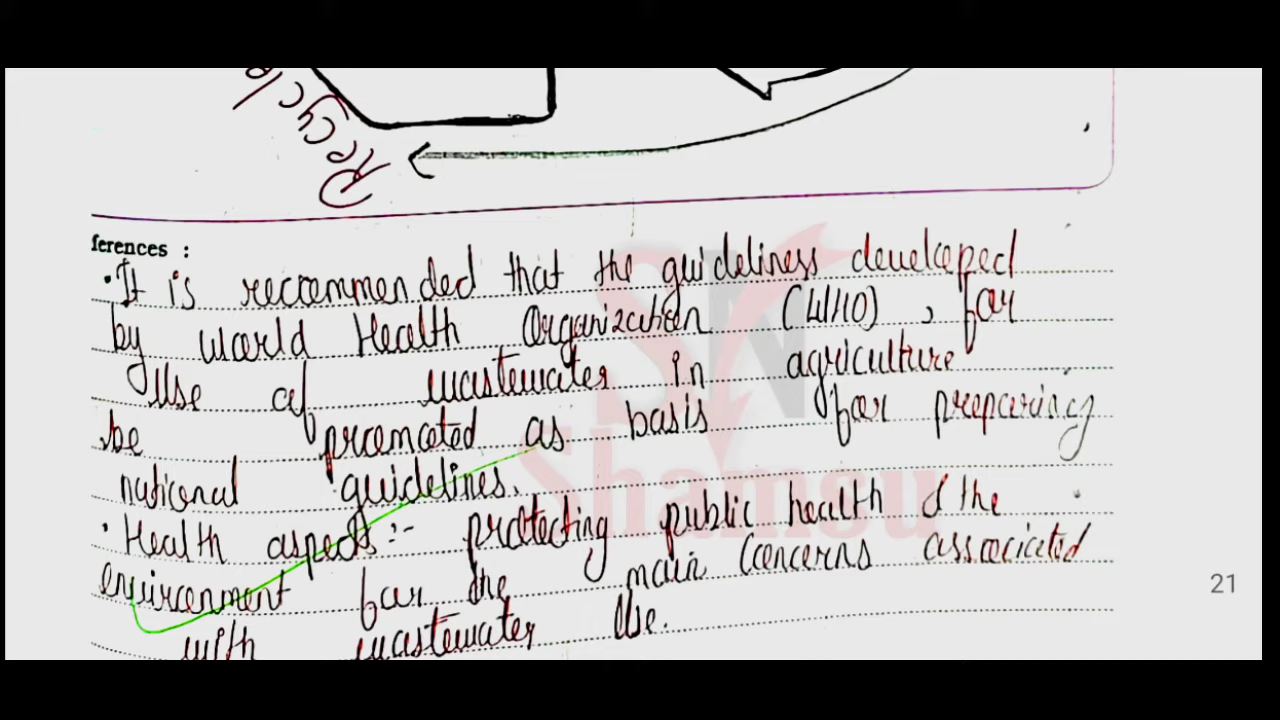 Recycle
ferences :
• It is recommended that the guideliness developed
by world Health Organization (WHO) , for
Use of wastewater in agriculture
be promoted as basis for preparing
national guidelines.
• Health aspects :- protecting public health & the
environment for the main concerns associated
with wastewater Use.
SN
Shamsu
21